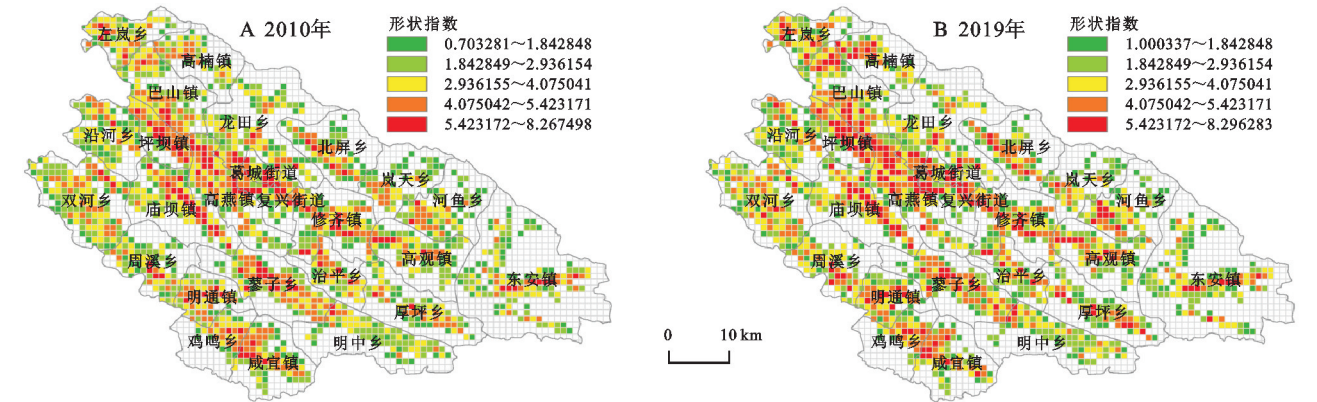 A 2010年
形状指数
0.703281～1.842848
1.842849～2.936154
2.936155～4.075041
4.075042～5.423171
5.423172～8.267498
左岚乡
高楠镇
巴山镇
龙田乡
沿河乡
坪坝镇
北屏乡
葛城街道
岚天乡
双河乡
庙坝镇
高燕镇
复兴街道
河鱼乡
修齐镇
周溪乡
高观镇
蓼子乡
治平乡
东安镇
明通镇
厚坪乡
鸡鸣乡
明中乡
咸宜镇
0
10 km
B 2019年
形状指数
1.000337～1.842848
1.842849～2.936154
2.936155～4.075041
4.075042～5.423171
5.423172～8.296283
左岚乡
高楠镇
巴山镇
龙田乡
沿河乡
坪坝镇
北屏乡
葛城街道
岚天乡
双河乡
庙坝镇
高燕镇
复兴街道
河鱼乡
修齐镇
周溪乡
高观镇
蓼子乡
治平乡
东安镇
明通镇
厚坪乡
鸡鸣乡
明中乡
咸宜镇